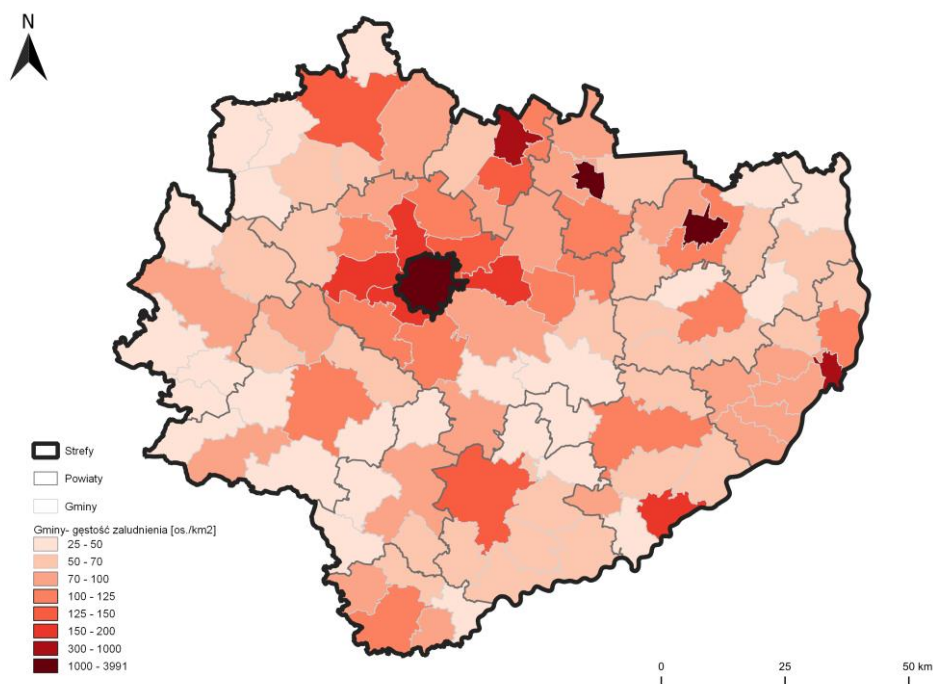 N
Strefy
Powiaty
Gminy
Gminy- gęstość zaludnienia [os./km2]
25 - 50
50 - 70
70 - 100
100 - 125
125 - 150
150 - 200
300 - 1000
1000 - 3991
0 25 50 km